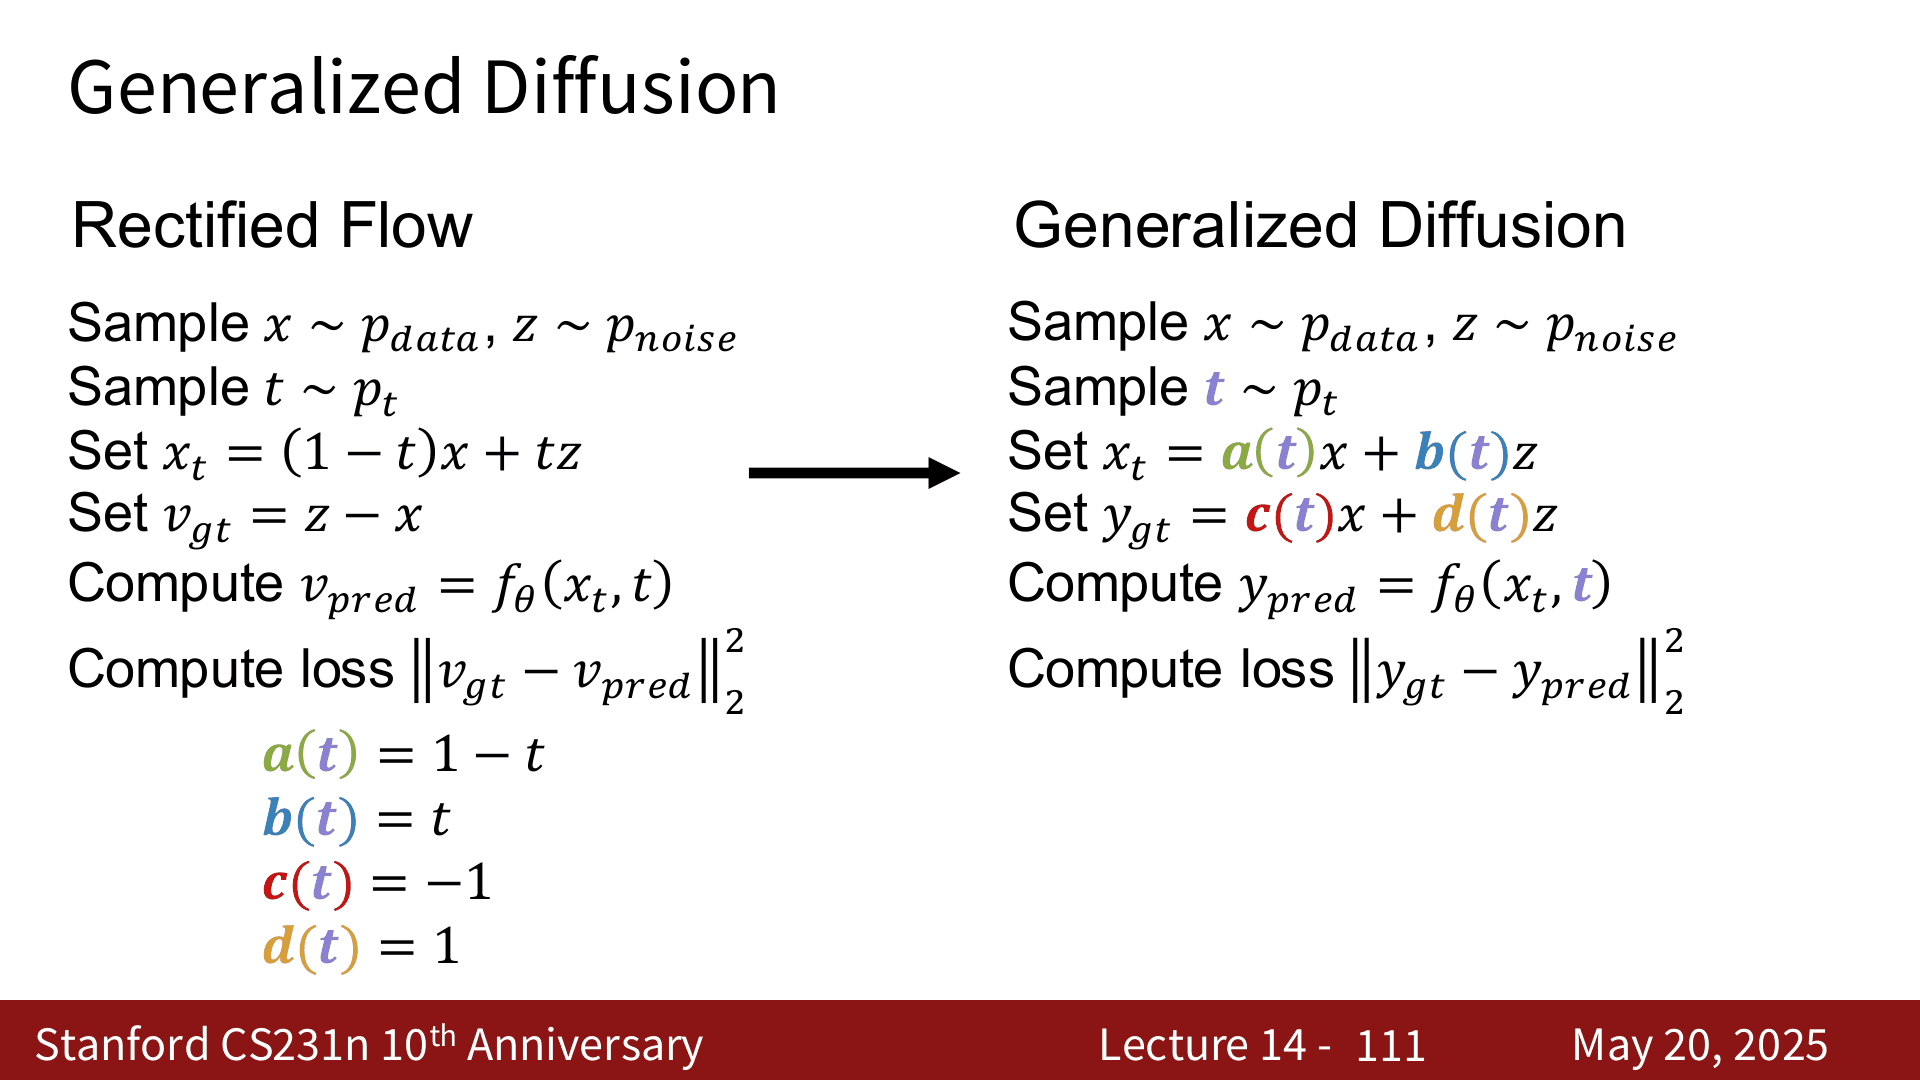 Generalized Diffusion
Rectified Flow
Sample x ~ p_data, z ~ p_noise
Sample t ~ p_t
Set x_t = (1 − t)x + tz
Set v_gt = z − x
Compute v_pred = f_θ(x_t, t)
Compute loss ‖v_gt − v_pred‖₂²
a(t) = 1 − t
b(t) = t
c(t) = −1
d(t) = 1
Generalized Diffusion
Sample x ~ p_data, z ~ p_noise
Sample t ~ p_t
Set x_t = a(t)x + b(t)z
Set y_gt = c(t)x + d(t)z
Compute y_pred = f_θ(x_t, t)
Compute loss ‖y_gt − y_pred‖₂²
Stanford CS231n 10th Anniversary
Lecture 14 - 111
May 20, 2025